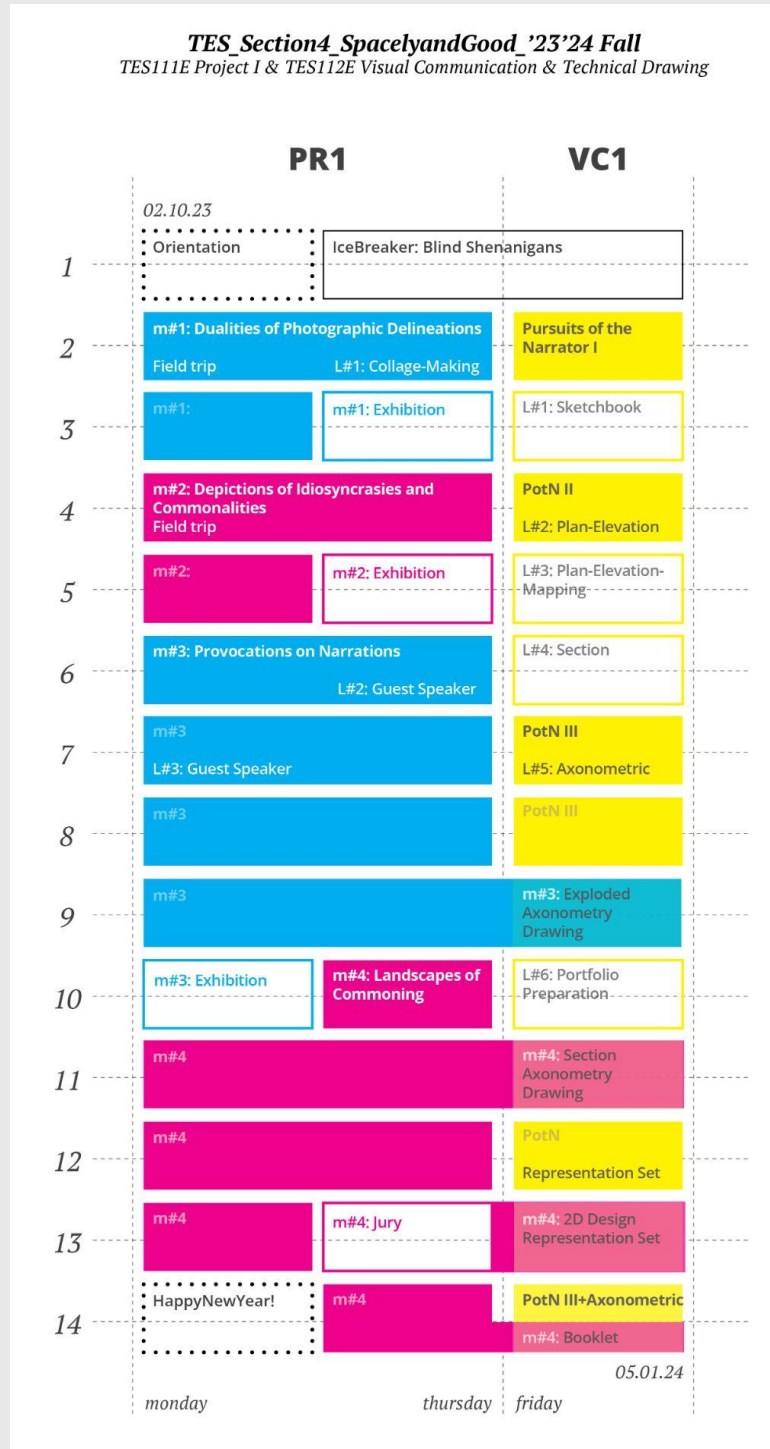 TES_Section4_SpacelyandGood_’23’24 Fall
TES111E Project I & TES112E Visual Communication & Technical Drawing
PR1
VC1
02.10.23
1
Orientation
IceBreaker: Blind Shenanigans
2
m#1: Dualities of Photographic Delineations
Field trip
L#1: Collage-Making
Pursuits of the
Narrator I
3
m#1:
m#1: Exhibition
L#1: Sketchbook
4
m#2: Depictions of Idiosyncrasies and
Commonalities
Field trip
PotN II
L#2: Plan-Elevation
5
m#2:
m#2: Exhibition
L#3: Plan-Elevation-
Mapping
6
m#3: Provocations on Narrations
L#2: Guest Speaker
L#4: Section
7
m#3
L#3: Guest Speaker
PotN III
L#5: Axonometric
8
m#3
PotN III
9
m#3
m#3: Exploded
Axonometry
Drawing
10
m#3: Exhibition
m#4: Landscapes of
Commoning
L#6: Portfolio
Preparation
11
m#4
m#4: Section
Axonometry
Drawing
12
m#4
PotN
Representation Set
13
m#4
m#4: Jury
m#4: 2D Design
Representation Set
14
HappyNewYear!
m#4
PotN III+Axonometric
m#4: Booklet
05.01.24
monday
thursday
friday